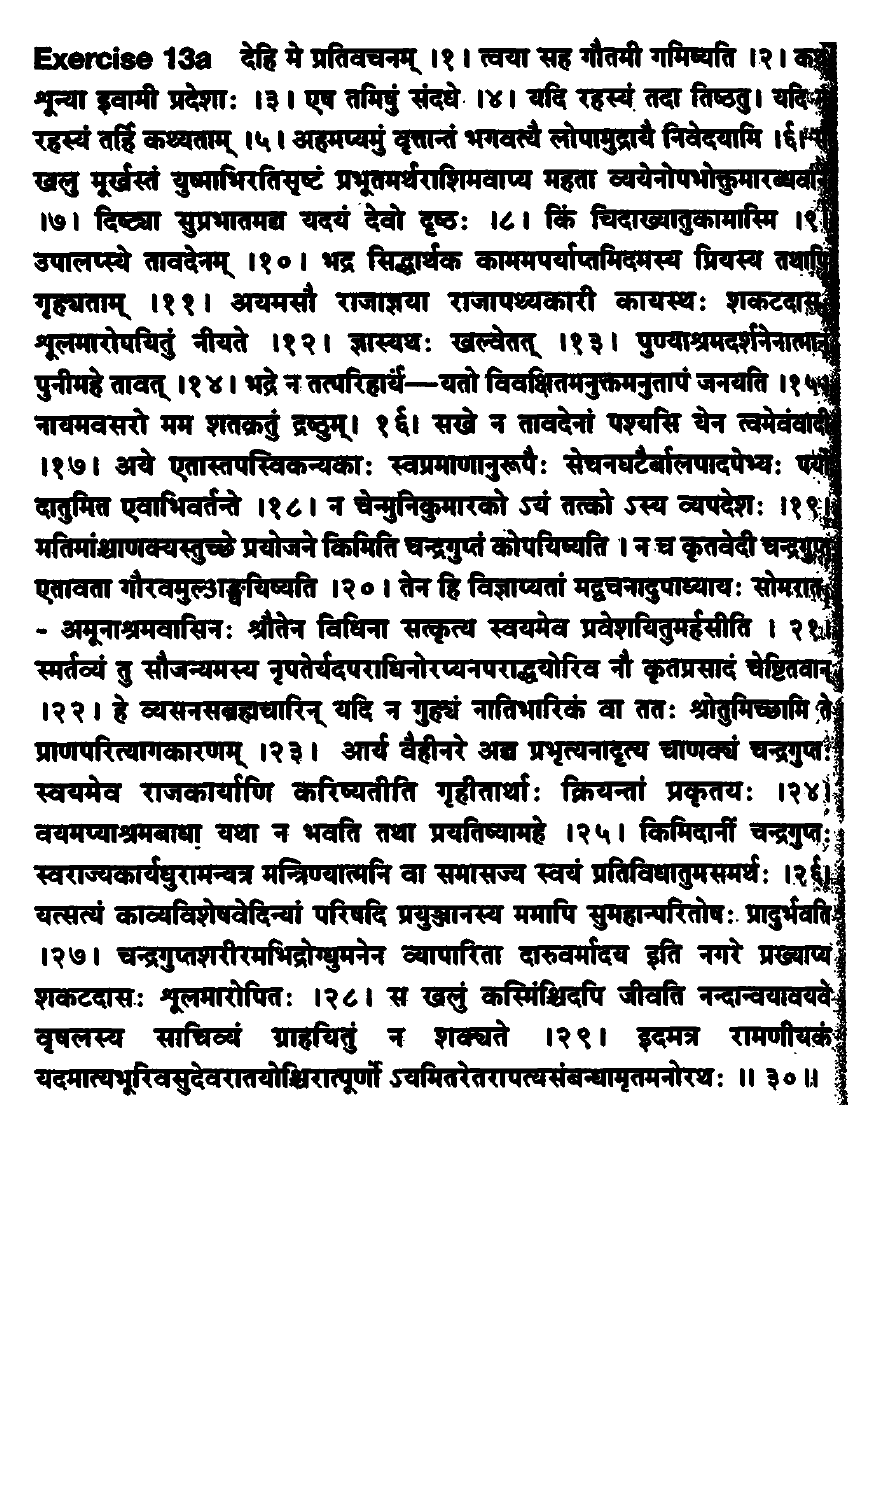 Exercise 13a देहि मे प्रतिवचनम् ।१। त्वया सह गौतमी गमिष्यति ।२। कथं
शून्या इवामी प्रदेशाः ।३। एष तमिषुं संदधे ।४। यदि रहस्यं तदा तिष्ठतु। यदि न
रहस्यं तर्हि कथ्यताम् ।५। अहमप्यमुं वृत्तान्तं भगवत्यै लोपामुद्रायै निवेदयामि ।६।
खलु मूर्खस्तं युष्माभिरतिसृष्टं प्रभूतमर्थराशिमवाप्य महता व्ययेनोपभोक्तुमारब्धवान्
।७। दिष्ट्या सुप्रभातमद्य यदयं देवो दृष्ठः ।८। किं चिदाख्यातुकामास्मि ।९।
उपालप्स्ये तावदेनम् ।१०। भद्र सिद्धार्थक काममपर्याप्तमिदमस्य प्रियस्य तथापि
गृह्यताम् ।११। अयमसौ राजाज्ञया राजापथ्यकारी कायस्थः शकटदासः
शूलमारोपयितुं नीयते ।१२। ज्ञास्यथः खल्वेतत् ।१३। पुण्याश्रमदर्शनेनात्मानं
पुनीमहे तावत् ।१४। भद्रे न तत्परिहार्यं—यतो विवक्षितमनुक्तमनुतापं जनयति ।१५।
नायमवसरो मम शतक्रतुं द्रष्ठुम्। १६। सखे न तावदेनां पश्यसि येन त्वमेवंवादी
।१७। अये एतास्तपस्विकन्यकाः स्वप्रमाणानुरूपैः सेचनघटैर्बालपादपेभ्यः पयो
दातुमित एवाभिवर्तन्ते ।१८। न चेन्मुनिकुमारको ऽयं तत्को ऽस्य व्यपदेशः ।१९।
मतिमांश्चाणक्यस्तुच्छे प्रयोजने किमिति चन्द्रगुप्तं कोपयिष्यति । न च कृतवेदी चन्द्रगुप्त
एतावता गौरवमुल्लङ्घयिष्यति ।२०। तेन हि विज्ञाप्यतां मद्वचनादुपाध्यायः सोमरातः
- अमूनाश्रमवासिनः श्रौतेन विधिना सत्कृत्य स्वयमेव प्रवेशयितुमर्हसीति । २१।
स्मर्तव्यं तु सौजन्यमस्य नृपतेर्यदपराधिनोरप्यनपराद्धयोरिव नौ कृतप्रसादं चेष्टितवान्
।२२। हे व्यसनसब्रह्मचारिन् यदि न गुह्यं नातिभारिकं वा ततः श्रोतुमिच्छामि ते
प्राणपरित्यागकारणम् ।२३। आर्य वैहीनरे अद्य प्रभृत्यनादृत्य चाणक्यं चन्द्रगुप्तः
स्वयमेव राजकार्याणि करिष्यतीति गृहीतार्थाः क्रियन्तां प्रकृतयः ।२४।
वयमप्याश्रमबाधा यथा न भवति तथा प्रयतिष्यामहे ।२५। किमिदानीं चन्द्रगुप्तः
स्वराज्यकार्यधुरामन्यत्र मन्त्रिण्यात्मनि वा समासज्य स्वयं प्रतिविधातुमसमर्थः ।२६।
यत्सत्यं काव्यविशेषवेदिन्यां परिषदि प्रयुञ्जानस्य ममापि सुमहान्परितोषः प्रादुर्भवति
।२७। चन्द्रगुप्तशरीरमभिद्रोग्धुमनेन व्यापारिता दारुवर्मादय इति नगरे प्रख्याप्य
शकटदासः शूलमारोपितः ।२८। स खलुं कस्मिंश्चिदपि जीवति नन्दान्वयावयवे
वृषलस्य साचिव्यं ग्राहयितुं न शक्यते ।२९। इदमत्र रामणीयकं
यदमात्यभूरिवसुदेवरातयोश्चिरात्पूर्णो ऽयमितरेतरापत्यसंबन्धामृतमनोरथः ॥ ३०॥